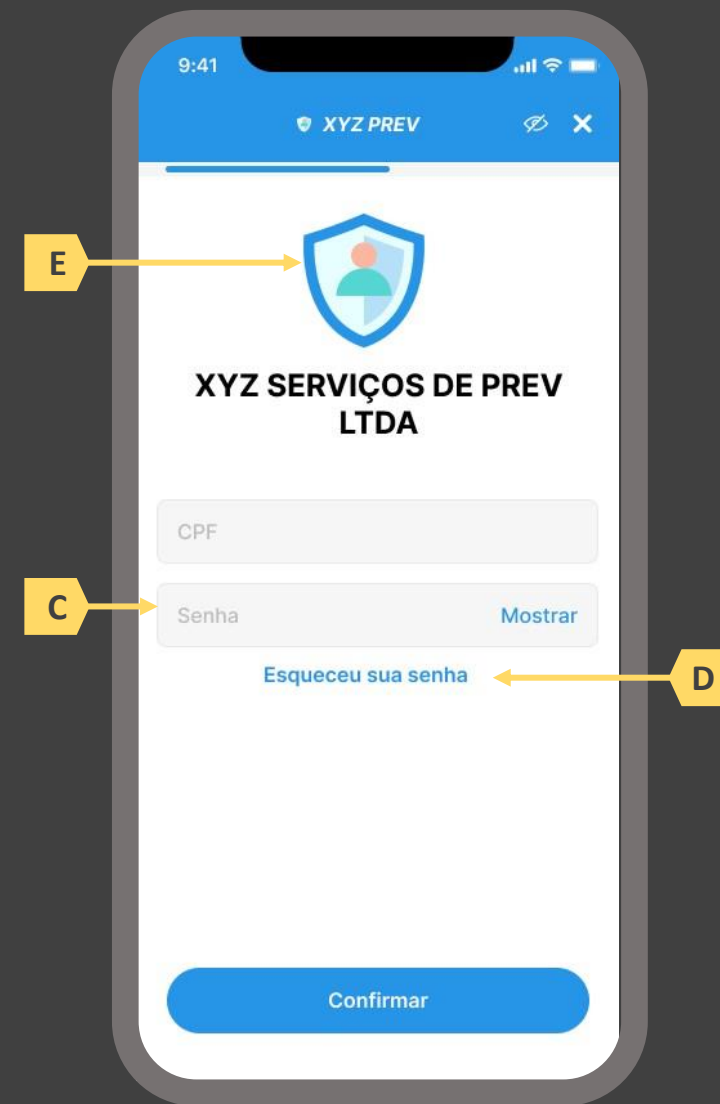 9:41
XYZ PREV
E
XYZ SERVIÇOS DE PREV
LTDA
CPF
C
Senha
Mostrar
Esqueceu sua senha
D
Confirmar